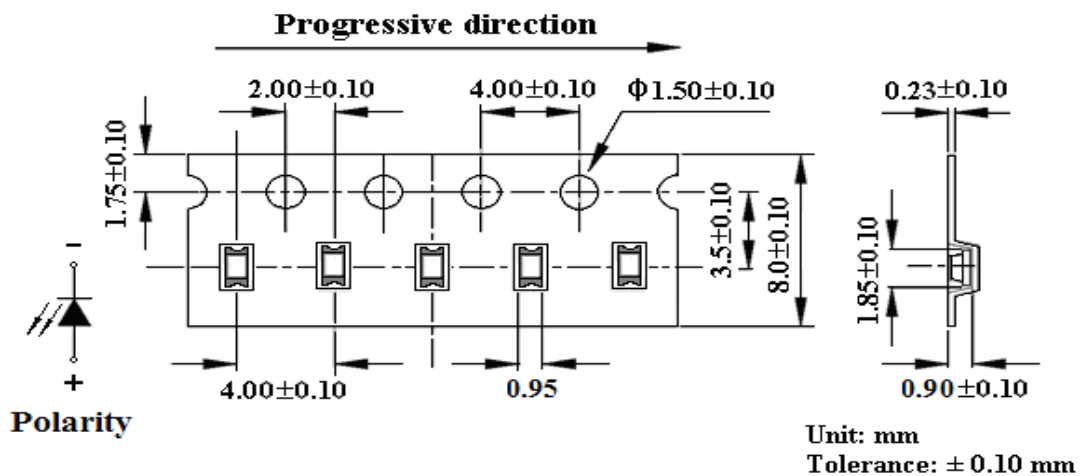 Progressive direction
2.00±0.10
4.00±0.10
Φ1.50±0.10
0.23±0.10
1.75±0.10
3.5±0.10
8.0±0.10
1.85±0.10
-
+
4.00±0.10
0.95
0.90±0.10
Polarity
Unit: mm
Tolerance: ± 0.10 mm